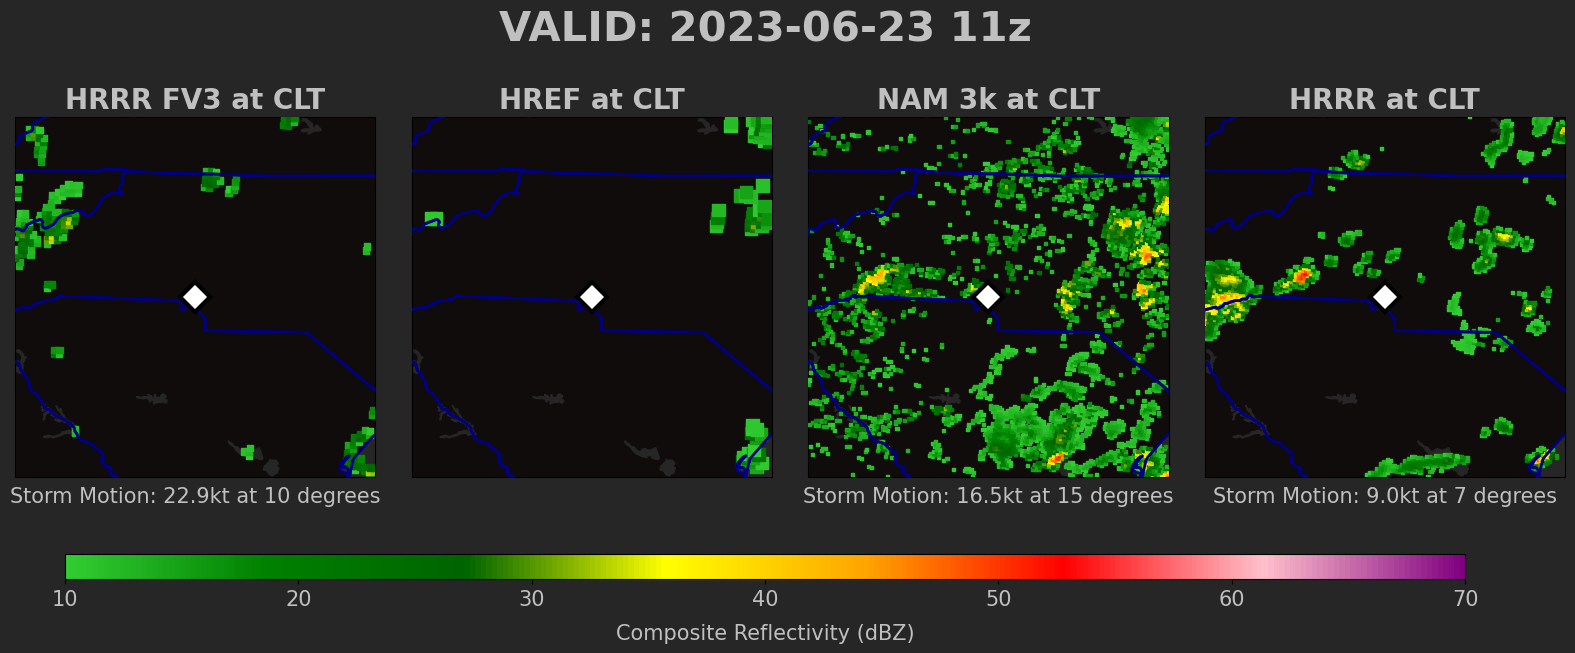 VALID: 2023-06-23 11z
HRRR FV3 at CLT
HREF at CLT
NAM 3k at CLT
HRRR at CLT
Storm Motion: 22.9kt at 10 degrees
Storm Motion: 16.5kt at 15 degrees
Storm Motion: 9.0kt at 7 degrees
10 20 30 40 50 60 70
Composite Reflectivity (dBZ)